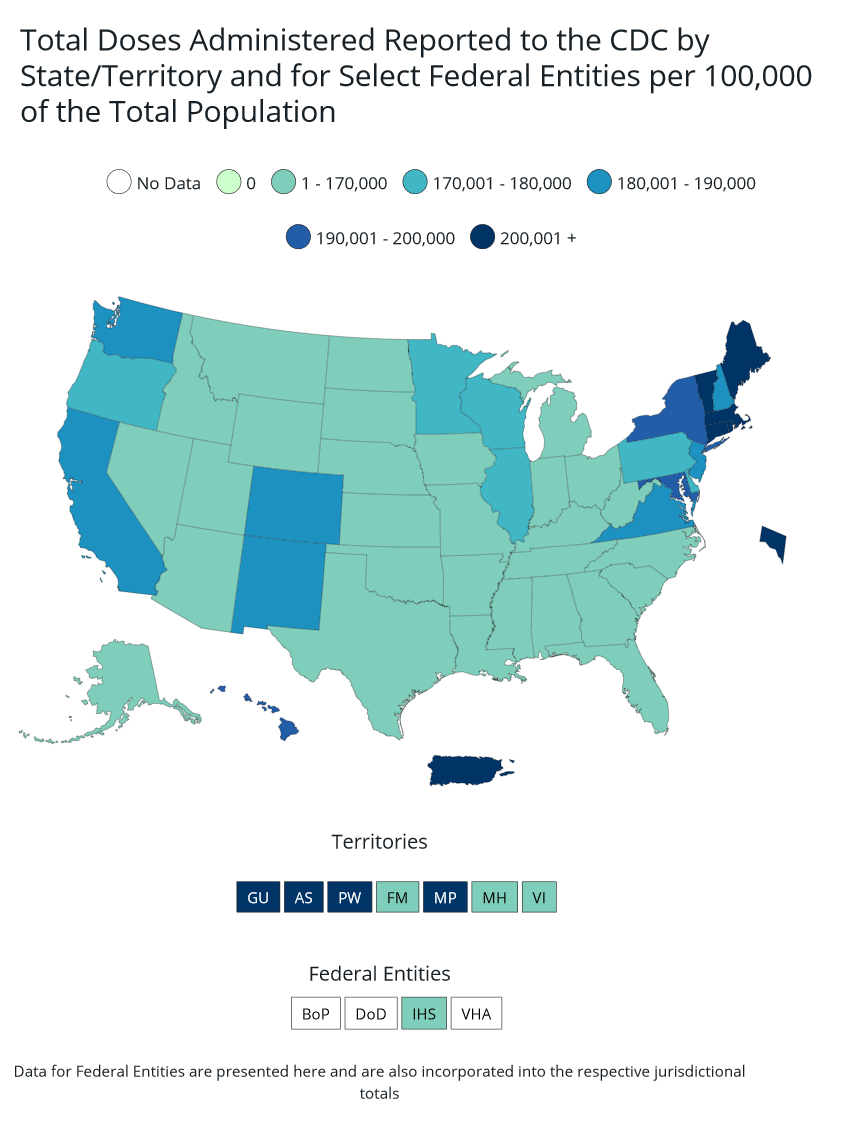 Total Doses Administered Reported to the CDC by
State/Territory and for Select Federal Entities per 100,000
of the Total Population
No Data 0 1 - 170,000 170,001 - 180,000 180,001 - 190,000
190,001 - 200,000 200,001 +
Territories
GU AS PW FM MP MH VI
Federal Entities
BoP DoD IHS VHA
Data for Federal Entities are presented here and are also incorporated into the respective jurisdictional
totals